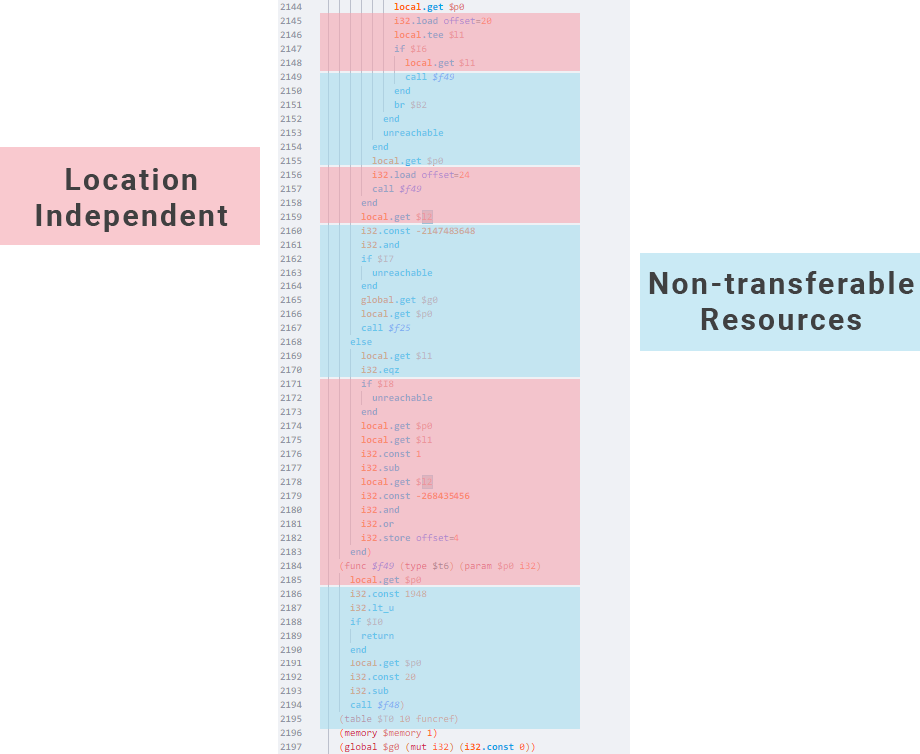 2144 local.get $p0
2145 i32.load offset=20
2146 local.tee $l1
2147 if $I6
2148 local.get $l1
2149 call $f49
2150 end
2151 br $B2
2152 end
2153 unreachable
2154 end
2155 local.get $p0
2156 i32.load offset=24
2157 call $f49
2158 end
2159 local.get $l1
Location
Independent
2160 i32.const -2147483648
2161 i32.and
2162 if $I7
2163 unreachable
2164 end
2165 global.get $g0
2166 local.get $p0
2167 call $f25
Non-transferable
Resources
2168 else
2169 local.get $l1
2170 i32.eqz
2171 if $I8
2172 unreachable
2173 end
2174 local.get $p0
2175 local.get $l1
2176 i32.const 1
2177 i32.sub
2178 local.get $l1
2179 i32.const -268435456
2180 i32.and
2181 i32.or
2182 i32.store offset=4
2183 end)
2184 (func $f49 (type $t6) (param $p0 i32)
2185 local.get $p0
2186 i32.const 1948
2187 i32.lt_u
2188 if $I0
2189 return
2190 end
2191 local.get $p0
2192 i32.const 20
2193 i32.sub
2194 call $f48)
2195 (table $T0 10 funcref)
2196 (memory $memory 1)
2197 (global $g0 (mut i32) (i32.const 0))